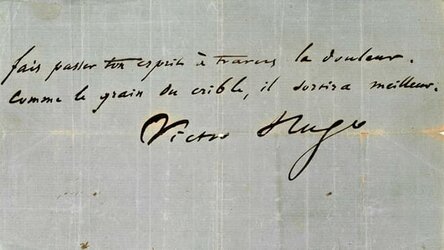 fais passer ton esprit à travers la douleur.
Comme le grain du crible, il sortira meilleur.
Victor Hugo